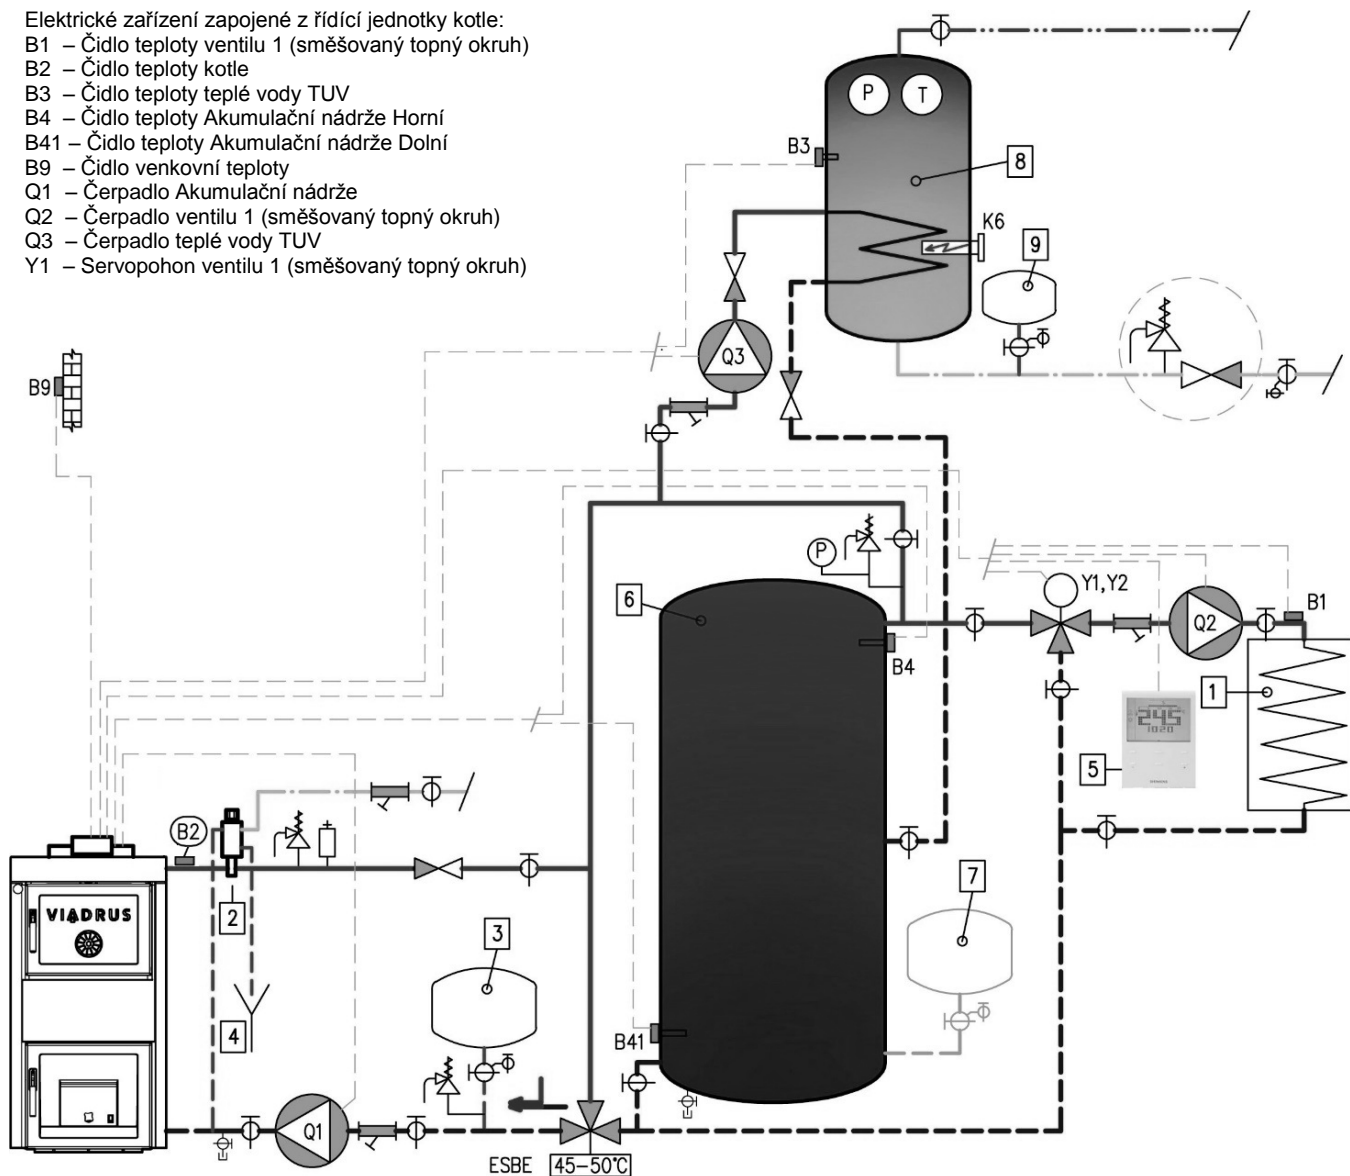 Elektrické zařízení zapojené z řídící jednotky kotle:
B1 – Čidlo teploty ventilu 1 (směšovaný topný okruh)
B2 – Čidlo teploty kotle
B3 – Čidlo teploty teplé vody TUV
B4 – Čidlo teploty Akumulační nádrže Horní
B41 – Čidlo teploty Akumulační nádrže Dolní
B9 – Čidlo venkovní teploty
Q1 – Čerpadlo Akumulační nádrže
Q2 – Čerpadlo ventilu 1 (směšovaný topný okruh)
Q3 – Čerpadlo teplé vody TUV
Y1 – Servopohon ventilu 1 (směšovaný topný okruh)
P T
B3
8
K6
9
Q3
B9
P
6
Y1,Y2
B1
Q2
B4
1
24.5
1020
5
B2
VIADRUS
2
7
3
4
B41
Q1
ESBE 45–50°C